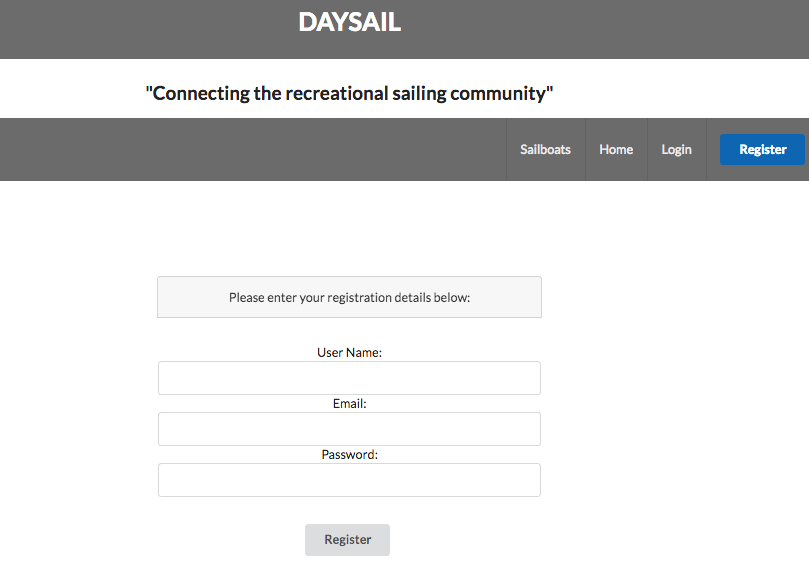 DAYSAIL
"Connecting the recreational sailing community"
Sailboats Home Login Register
Please enter your registration details below:
User Name:
Email:
Password:
Register